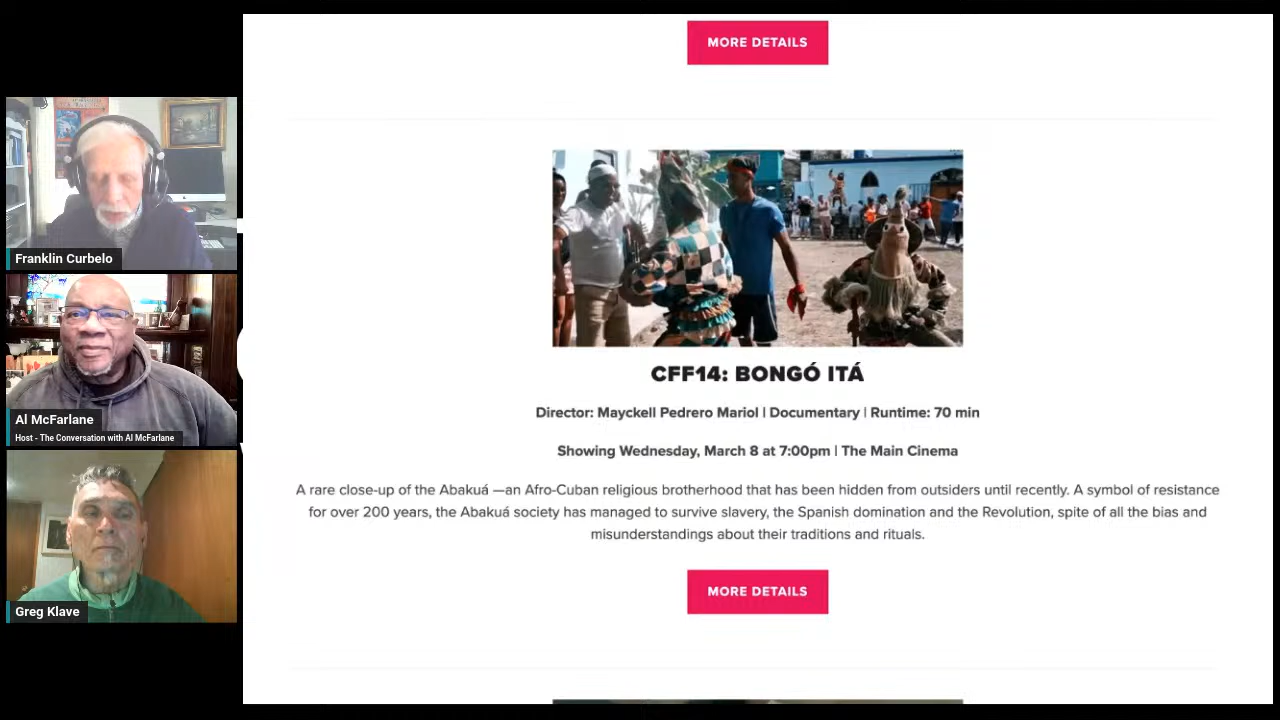 MORE DETAILS
Franklin Curbelo
Al McFarlane
Host - The Conversation with Al McFarlane
Greg Klave
CFF14: BONGÓ ITÁ
Director: Mayckell Pedrero Mariol | Documentary | Runtime: 70 min
Showing Wednesday, March 8 at 7:00pm | The Main Cinema
A rare close-up of the Abakuá —an Afro-Cuban religious brotherhood that has been hidden from outsiders until recently. A symbol of resistance
for over 200 years, the Abakuá society has managed to survive slavery, the Spanish domination and the Revolution, spite of all the bias and
misunderstandings about their traditions and rituals.
MORE DETAILS